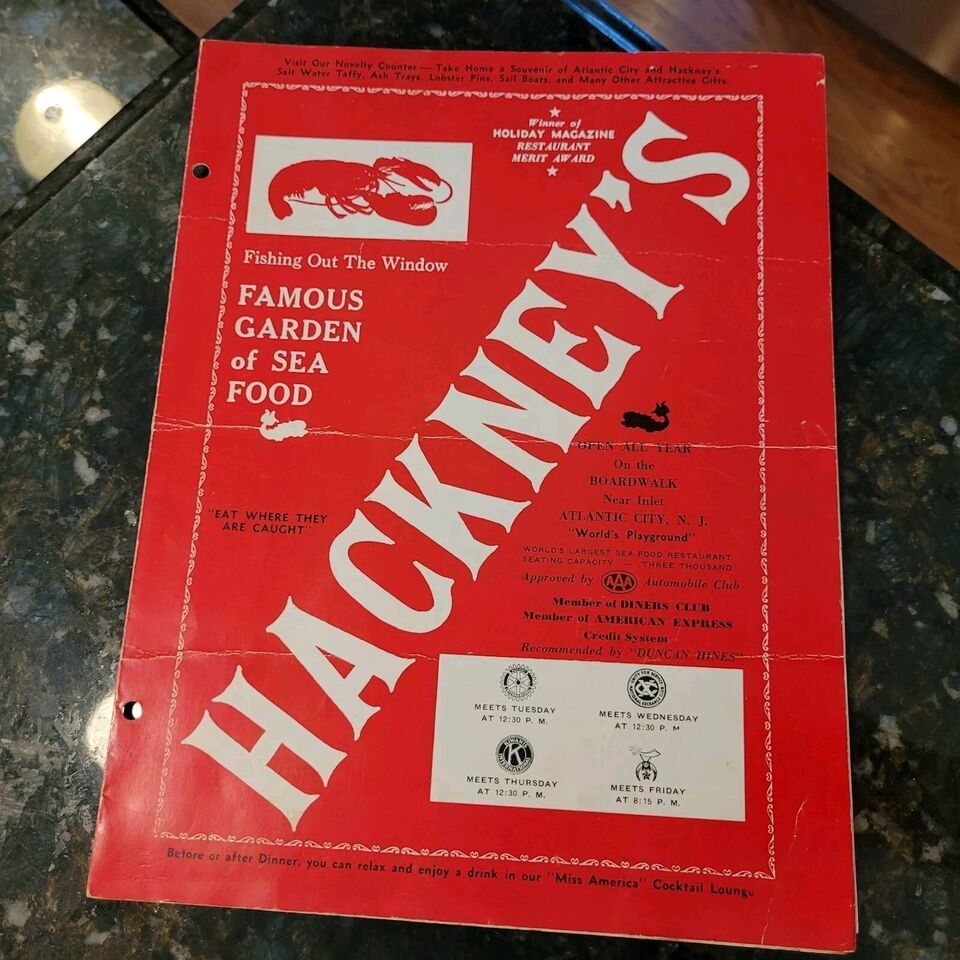 Visit Our Novelty Counter — Take Home a Souvenir of Atlantic City and Hackney's
Salt Water Taffy, Ash Trays, Lobster Pins, Sail Boats, and Many Other Attractive Gifts
Winner of
HOLIDAY MAGAZINE
RESTAURANT
MERIT AWARD
Fishing Out The Window
FAMOUS
GARDEN
of SEA
FOOD
HACKNEY'S
"EAT WHERE THEY
ARE CAUGHT"
OPEN ALL YEAR
On the
BOARDWALK
Near Inlet
ATLANTIC CITY, N. J.
"World's Playground"
WORLD'S LARGEST SEA FOOD RESTAURANT
SEATING CAPACITY — THREE THOUSAND
Approved by AAA Automobile Club
Member of DINERS CLUB
Member of AMERICAN EXPRESS
Credit System
Recommended by "DUNCAN HINES"
MEETS TUESDAY
AT 12:30 P. M.
MEETS WEDNESDAY
AT 12:30 P. M
K
MEETS THURSDAY
AT 12:30 P. M.
MEETS FRIDAY
AT 8:15 P. M.
Before or after Dinner, you can relax and enjoy a drink in our "Miss America" Cocktail Lounge